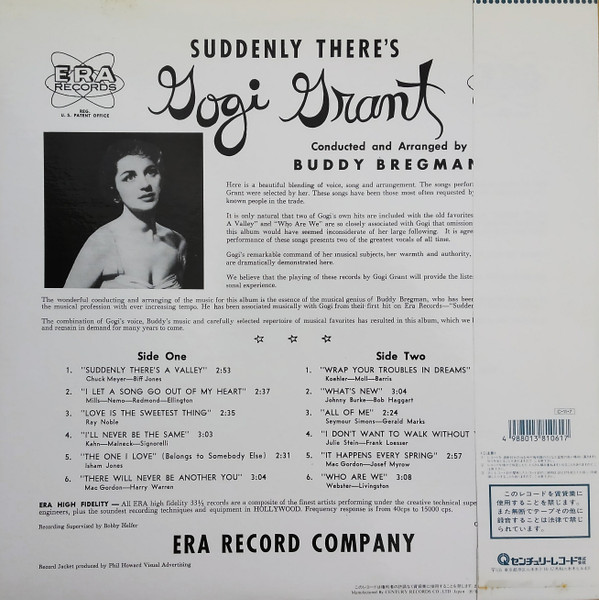 SUDDENLY THERE'S
Gogi Grant
ERA
RECORDS
REG.
U. S. PATENT OFFICE
Conducted and Arranged by
BUDDY BREGMAN
Here is a beautiful blending of voice, song and arrangement. The songs perform
Grant were selected by her. These songs have been those most often requested by
known people in the trade.
It is only natural that two of Gogi's own hits are included with the old favorites
A Valley" and "Who Are We" are so closely associated with Gogi that omission
this album would have seemed inconsiderate of her large following. It is agree
performance of these songs presents two of the greatest vocals of all time.
Gogi's remarkable command of her musical subjects, her warmth and authority,
are dramatically demonstrated here.
We believe that the playing of these records by Gogi Grant will provide the liste
sonal experience.
The wonderful conducting and arranging of the music for this album is the essence of the musical genius of Buddy Bregman, who has been
the musical profession with ever increasing tempo. He has been associated musically with Gogi from their first hit on Era Records—"Sudden
The combination of Gogi's voice, Buddy's music and carefully selected repertoire of musical favorites has resulted in this album, which we
and remain in demand for many years to come.
Side One
1. "SUDDENLY THERE'S A VALLEY" 2:53
Chuck Meyer—Biff Jones
2. "I LET A SONG GO OUT OF MY HEART" 2:37
Mills—Nemo—Redmond—Ellington
3. "LOVE IS THE SWEETEST THING" 2:35
Ray Noble
4. "I'LL NEVER BE THE SAME" 3:03
Kahn—Malneck—Signorelli
5. "THE ONE I LOVE (Belongs to Somebody Else) 2:31
Isham Jones
6. "THERE WILL NEVER BE ANOTHER YOU" 3:04
Mac Gordon—Harry Warren
Side Two
1. "WRAP YOUR TROUBLES IN DREAMS"
Koehler—Moll—Barris
2. "WHAT'S NEW" 3:04
Johnny Burke—Bob Haggart
3. "ALL OF ME" 2:24
Seymour Simons—Gerald Marks
4. "I DON'T WANT TO WALK WITHOUT
Julie Stein—Frank Loesser
5. "IT HAPPENS EVERY SPRING" 2:57
Mac Gordon—Josef Myrow
6. "WHO ARE WE" 3:08
Webster—Livingston
ERA HIGH FIDELITY — All ERA high fidelity 33⅓ records are a composite of the finest artists performing under the creative technical super
engineers, plus the soundest recording techniques and equipment in HOLLYWOOD. Frequency response is from 40cps to 15000 cps.
Recording Supervised by Bobby Helfer
ERA RECORD COMPANY
Record Jacket produced by Phil Howard Visual Advertising
Manufactured By CENTURY RECORDS CO., LTD. Japan
4 988013 810617
このレコードを賃貸業に
使用することを禁じます。
また無断でテープその他に
録音することは法律で禁じ
られています。
センチュリーレコード